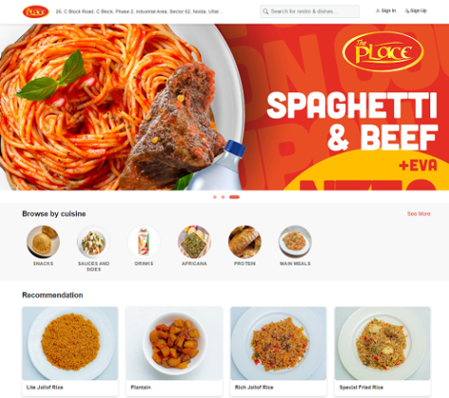 The PLACE
26, C Block Road, C Block, Phase 2, Industrial Area, Sector 62, Noida, Uttar ...
Search for restro & dishes.
Sign In
Sign Up
The PLACE
SPAGHETTI
& BEEF
+EVA
Browse by cuisine
See More
SNACKS
SAUCES AND
SIDES
DRINKS
AFRICANA
PROTEIN
MAIN MEALS
Recommendation
Lite Jollof Rice
Plantain
Rich Jollof Rice
Special Fried Rice